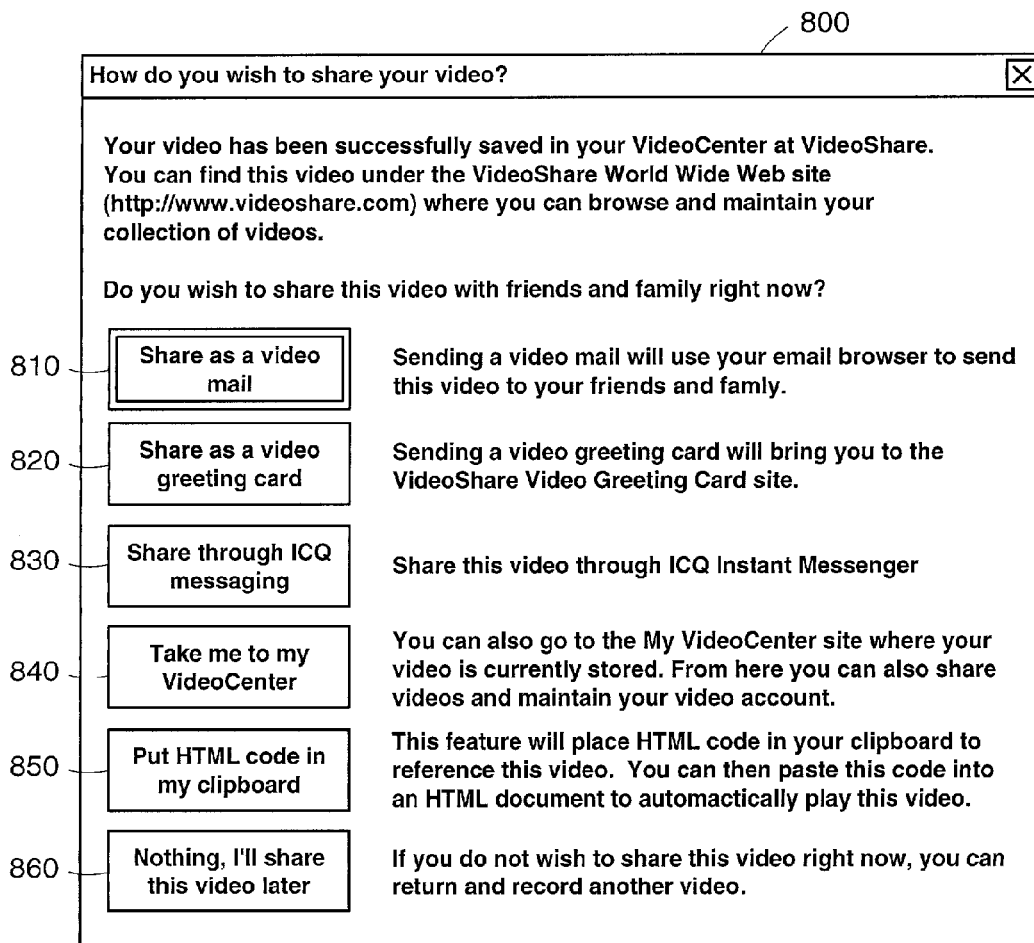 800
How do you wish to share your video?
Your video has been successfully saved in your VideoCenter at VideoShare.
You can find this video under the VideoShare World Wide Web site
(http://www.videoshare.com) where you can browse and maintain your
collection of videos.
Do you wish to share this video with friends and family right now?
810
Share as a video
mail
Sending a video mail will use your email browser to send
this video to your friends and famly.
820
Share as a video
greeting card
Sending a video greeting card will bring you to the
VideoShare Video Greeting Card site.
830
Share through ICQ
messaging
Share this video through ICQ Instant Messenger
840
Take me to my
VideoCenter
You can also go to the My VideoCenter site where your
video is currently stored. From here you can also share
videos and maintain your video account.
850
Put HTML code in
my clipboard
This feature will place HTML code in your clipboard to
reference this video. You can then paste this code into
an HTML document to automactically play this video.
860
Nothing, I'll share
this video later
If you do not wish to share this video right now, you can
return and record another video.